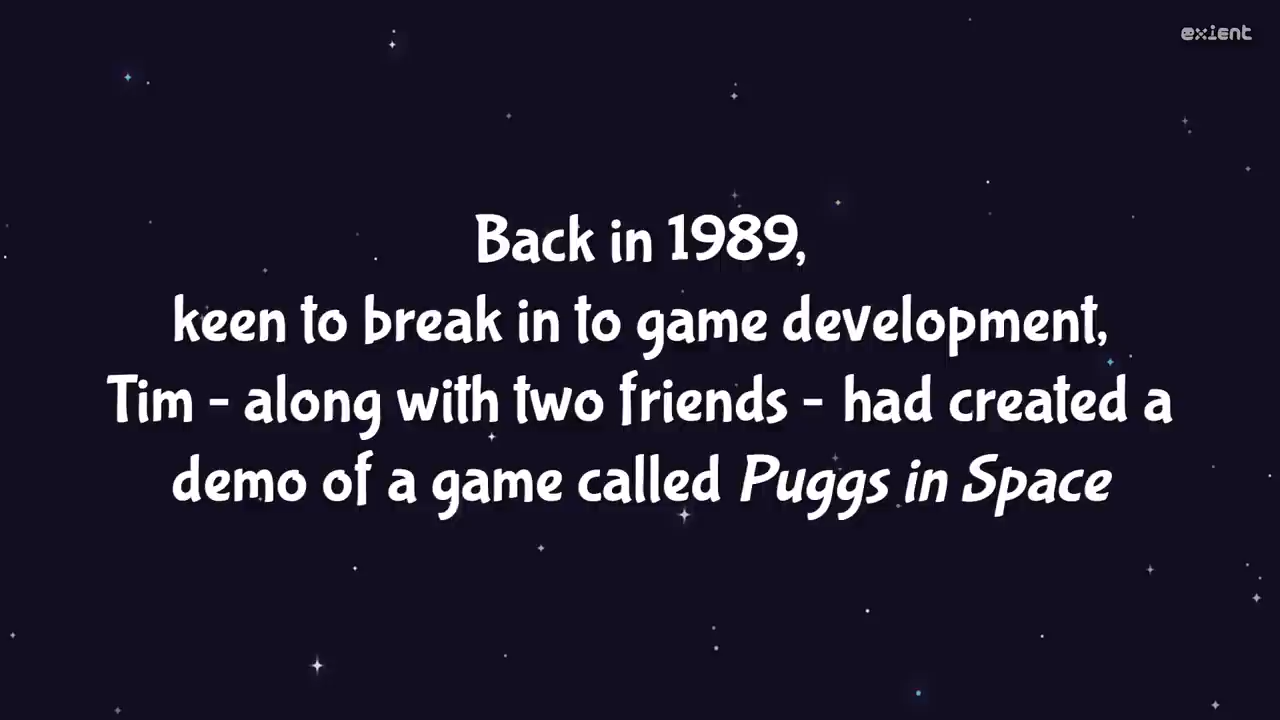 exient
Back in 1989,
keen to break in to game development,
Tim - along with two friends - had created a
demo of a game called Puggs in Space